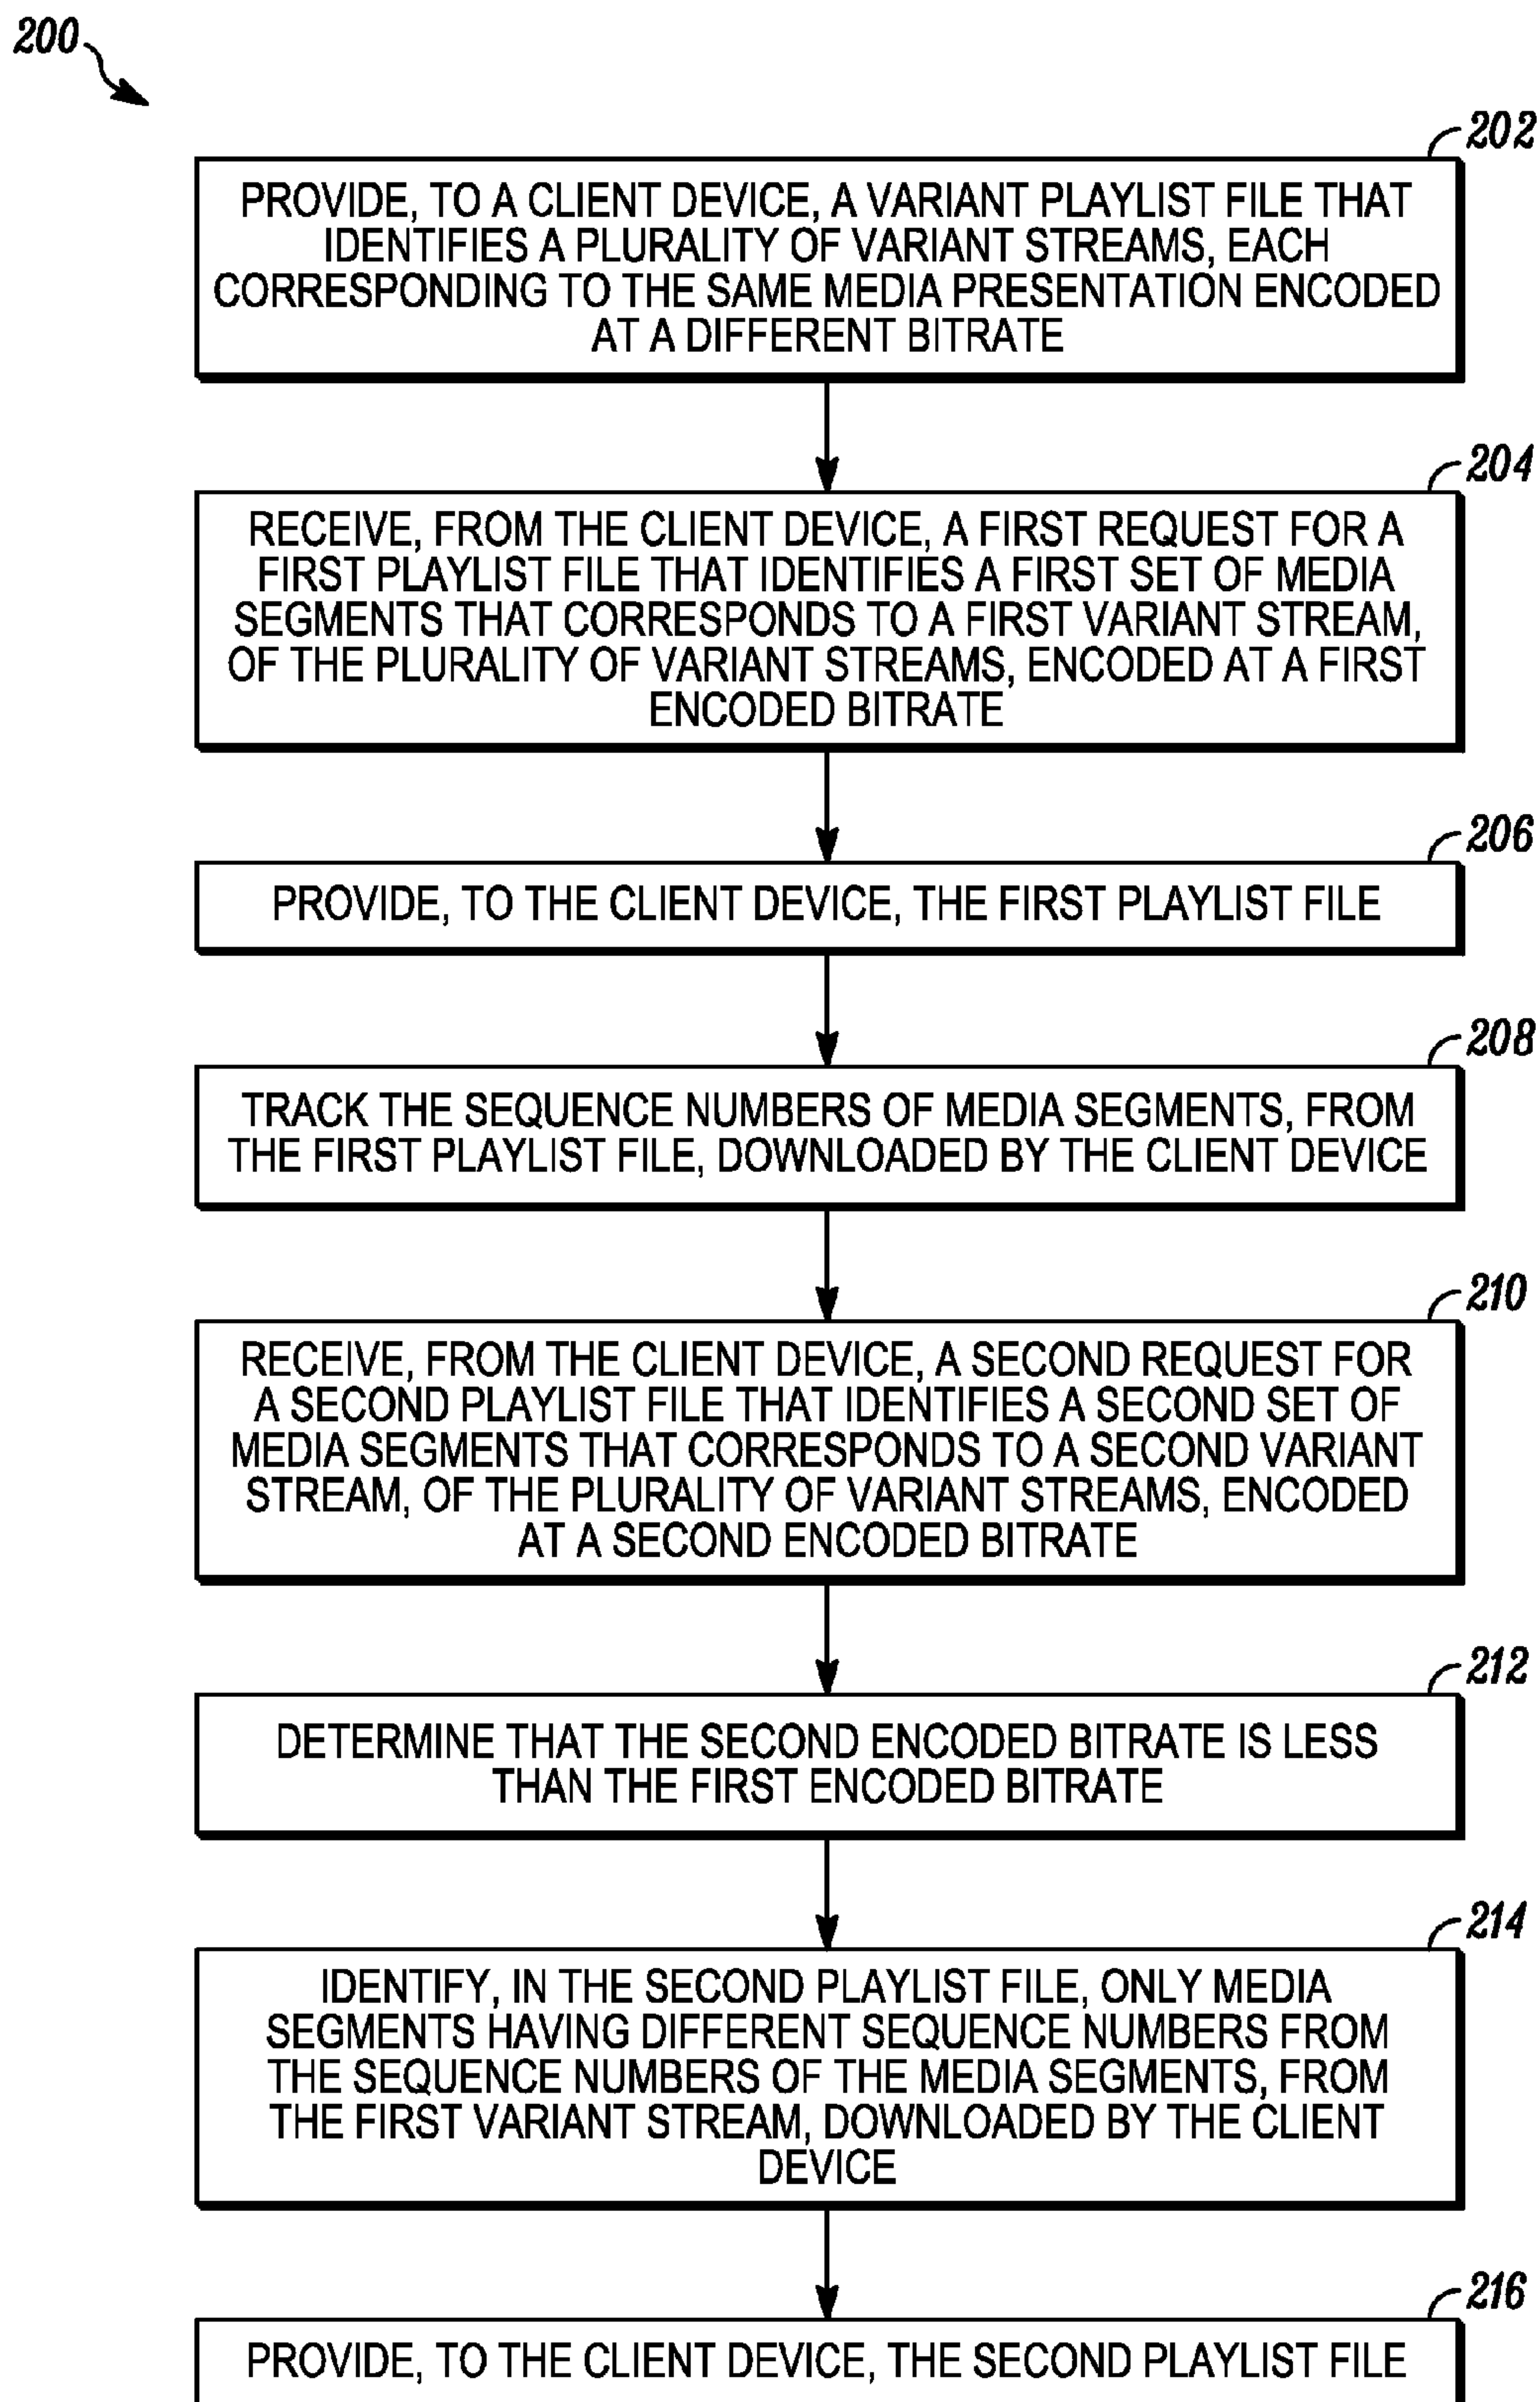 200
202
PROVIDE, TO A CLIENT DEVICE, A VARIANT PLAYLIST FILE THAT
IDENTIFIES A PLURALITY OF VARIANT STREAMS, EACH
CORRESPONDING TO THE SAME MEDIA PRESENTATION ENCODED
AT A DIFFERENT BITRATE
204
RECEIVE, FROM THE CLIENT DEVICE, A FIRST REQUEST FOR A
FIRST PLAYLIST FILE THAT IDENTIFIES A FIRST SET OF MEDIA
SEGMENTS THAT CORRESPONDS TO A FIRST VARIANT STREAM,
OF THE PLURALITY OF VARIANT STREAMS, ENCODED AT A FIRST
ENCODED BITRATE
206
PROVIDE, TO THE CLIENT DEVICE, THE FIRST PLAYLIST FILE
208
TRACK THE SEQUENCE NUMBERS OF MEDIA SEGMENTS, FROM
THE FIRST PLAYLIST FILE, DOWNLOADED BY THE CLIENT DEVICE
210
RECEIVE, FROM THE CLIENT DEVICE, A SECOND REQUEST FOR
A SECOND PLAYLIST FILE THAT IDENTIFIES A SECOND SET OF
MEDIA SEGMENTS THAT CORRESPONDS TO A SECOND VARIANT
STREAM, OF THE PLURALITY OF VARIANT STREAMS, ENCODED
AT A SECOND ENCODED BITRATE
212
DETERMINE THAT THE SECOND ENCODED BITRATE IS LESS
THAN THE FIRST ENCODED BITRATE
214
IDENTIFY, IN THE SECOND PLAYLIST FILE, ONLY MEDIA
SEGMENTS HAVING DIFFERENT SEQUENCE NUMBERS FROM
THE SEQUENCE NUMBERS OF THE MEDIA SEGMENTS, FROM
THE FIRST VARIANT STREAM, DOWNLOADED BY THE CLIENT
DEVICE
216
PROVIDE, TO THE CLIENT DEVICE, THE SECOND PLAYLIST FILE